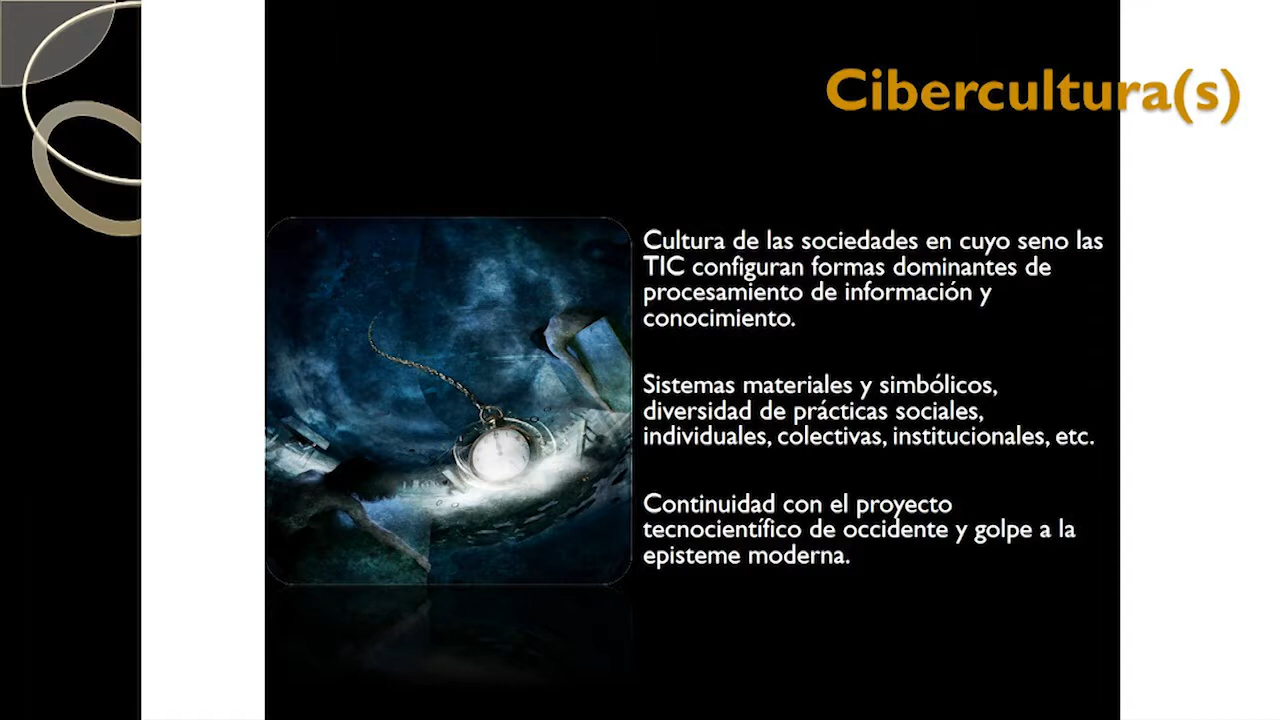 Cibercultura(s)
Cultura de las sociedades en cuyo seno las
TIC configuran formas dominantes de
procesamiento de información y
conocimiento.
Sistemas materiales y simbólicos,
diversidad de prácticas sociales,
individuales, colectivas, institucionales, etc.
Continuidad con el proyecto
tecnocientífico de occidente y golpe a la
episteme moderna.